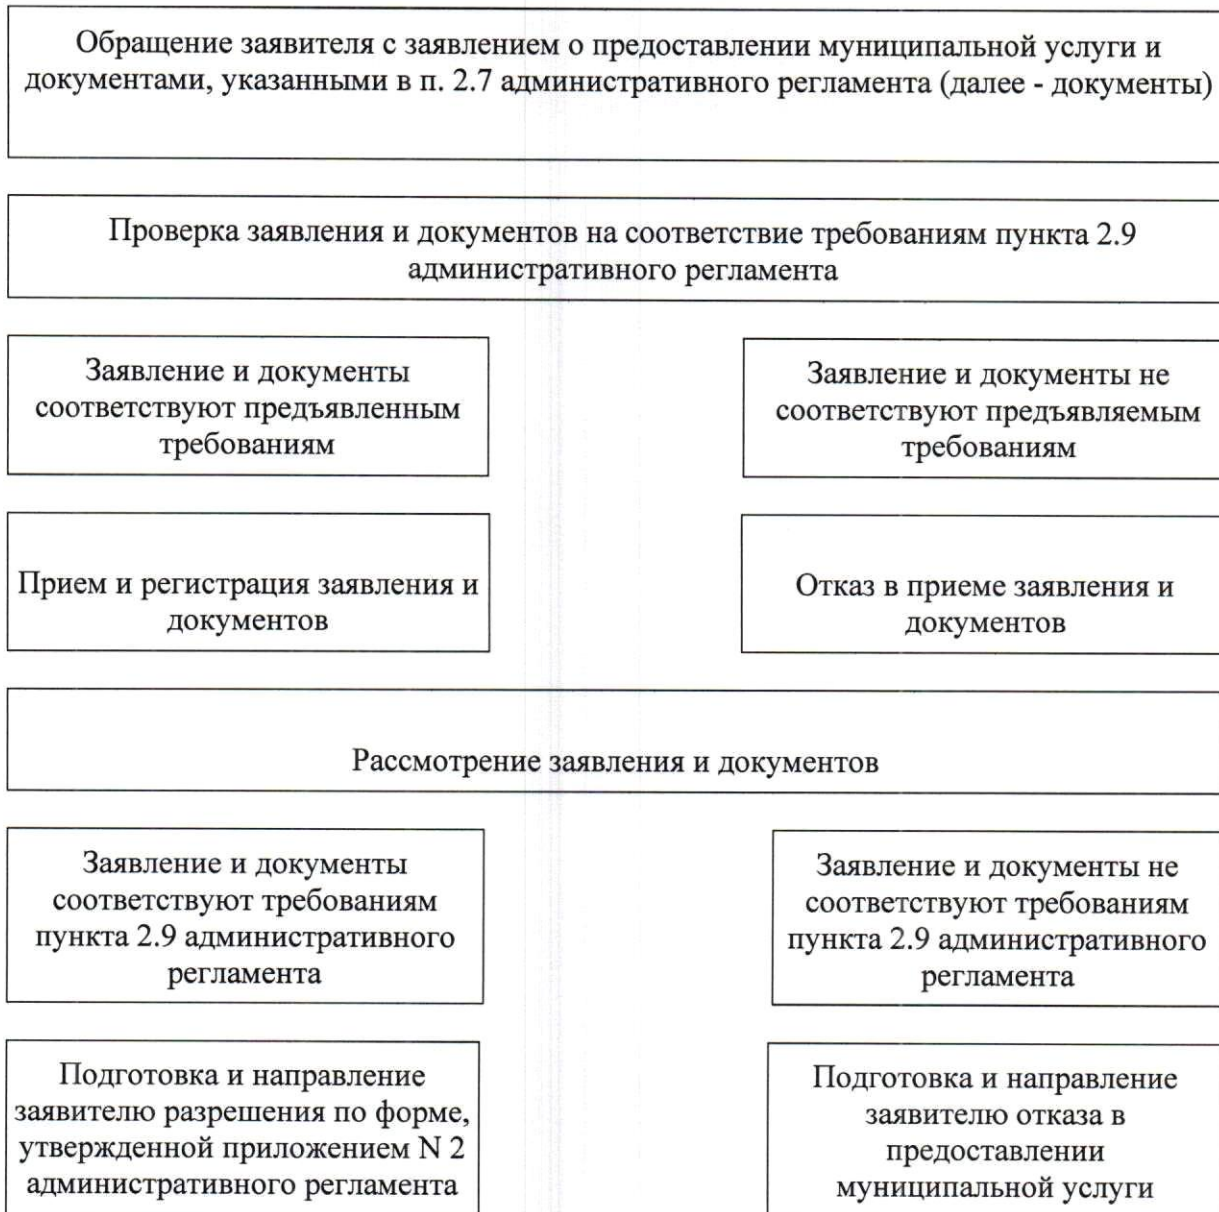 Обращение заявителя с заявлением о предоставлении муниципальной услуги и
документами, указанными в п. 2.7 административного регламента (далее - документы)
Проверка заявления и документов на соответствие требованиям пункта 2.9
административного регламента
Заявление и документы
соответствуют предъявленным
требованиям
Заявление и документы не
соответствуют предъявляемым
требованиям
Прием и регистрация заявления и
документов
Отказ в приеме заявления и
документов
Рассмотрение заявления и документов
Заявление и документы
соответствуют требованиям
пункта 2.9 административного
регламента
Заявление и документы не
соответствуют требованиям
пункта 2.9 административного
регламента
Подготовка и направление
заявителю разрешения по форме,
утвержденной приложением N 2
административного регламента
Подготовка и направление
заявителю отказа в
предоставлении
муниципальной услуги